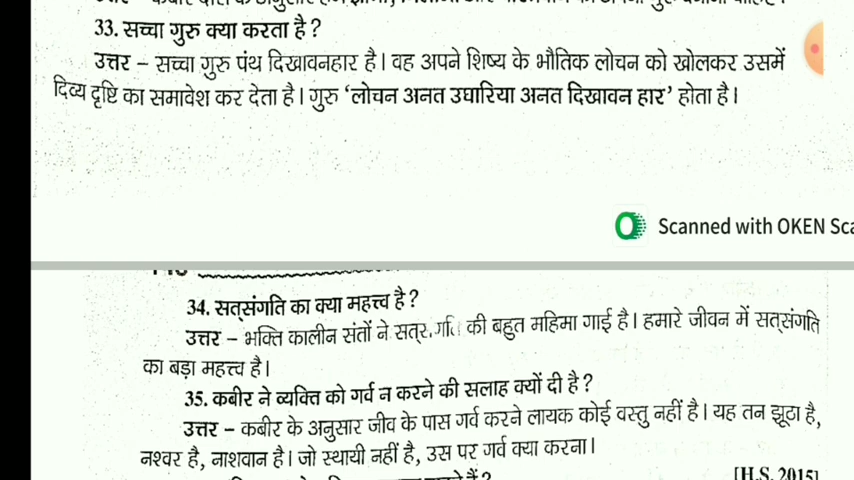 33. सच्चा गुरु क्या करता है?
उत्तर – सच्चा गुरु पंथ दिखावनहार है। वह अपने शिष्य के भौतिक लोचन को खोलकर उसमें
दिव्य दृष्टि का समावेश कर देता है। गुरु ‘लोचन अनत उघारिया अनत दिखावन हार’ होता है।
Scanned with OKEN Sca
34. सत्संगति का क्या महत्त्व है?
उत्तर – भक्ति कालीन संतों ने की बहुत महिमा गाई है। हमारे जीवन में सत्संगति
का बड़ा महत्त्व है।
35. कबीर ने व्यक्ति को गर्व न करने की सलाह क्यों दी है?
उत्तर – कबीर के अनुसार जीव के पास गर्व करने लायक कोई वस्तु नहीं है। यह तन झूठा है,
नश्वर है, नाशवान है। जो स्थायी नहीं है, उस पर गर्व क्या करना।
[H.S. 2015]